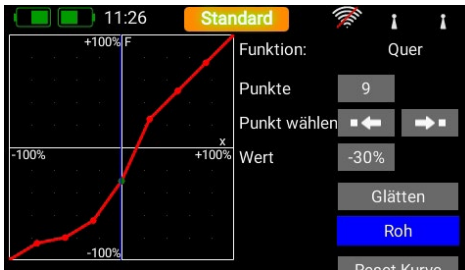 11:26 Standard
+100% F
Funktion: Quer
Punkte 9
Punkt wählen
x
-100% +100%
Wert -30%
Glätten
Roh
-100%
Reset Kurve